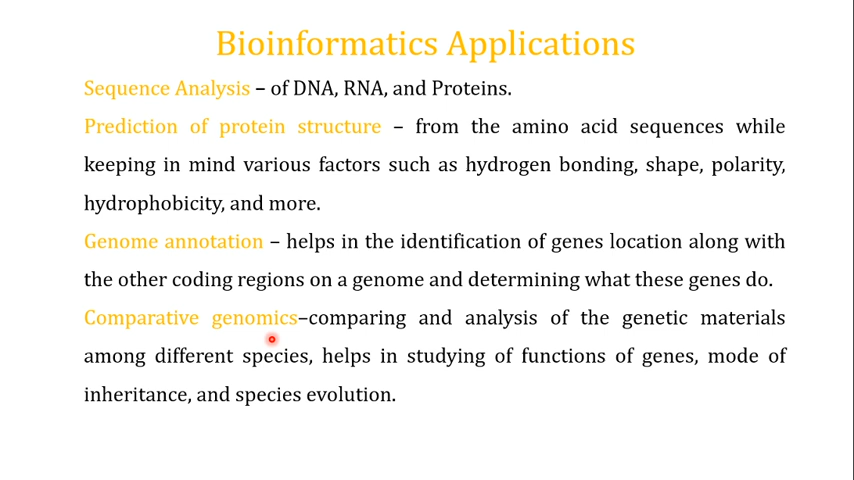 Bioinformatics Applications
Sequence Analysis – of DNA, RNA, and Proteins.
Prediction of protein structure – from the amino acid sequences while
keeping in mind various factors such as hydrogen bonding, shape, polarity,
hydrophobicity, and more.
Genome annotation – helps in the identification of genes location along with
the other coding regions on a genome and determining what these genes do.
Comparative genomics–comparing and analysis of the genetic materials
among different species, helps in studying of functions of genes, mode of
inheritance, and species evolution.